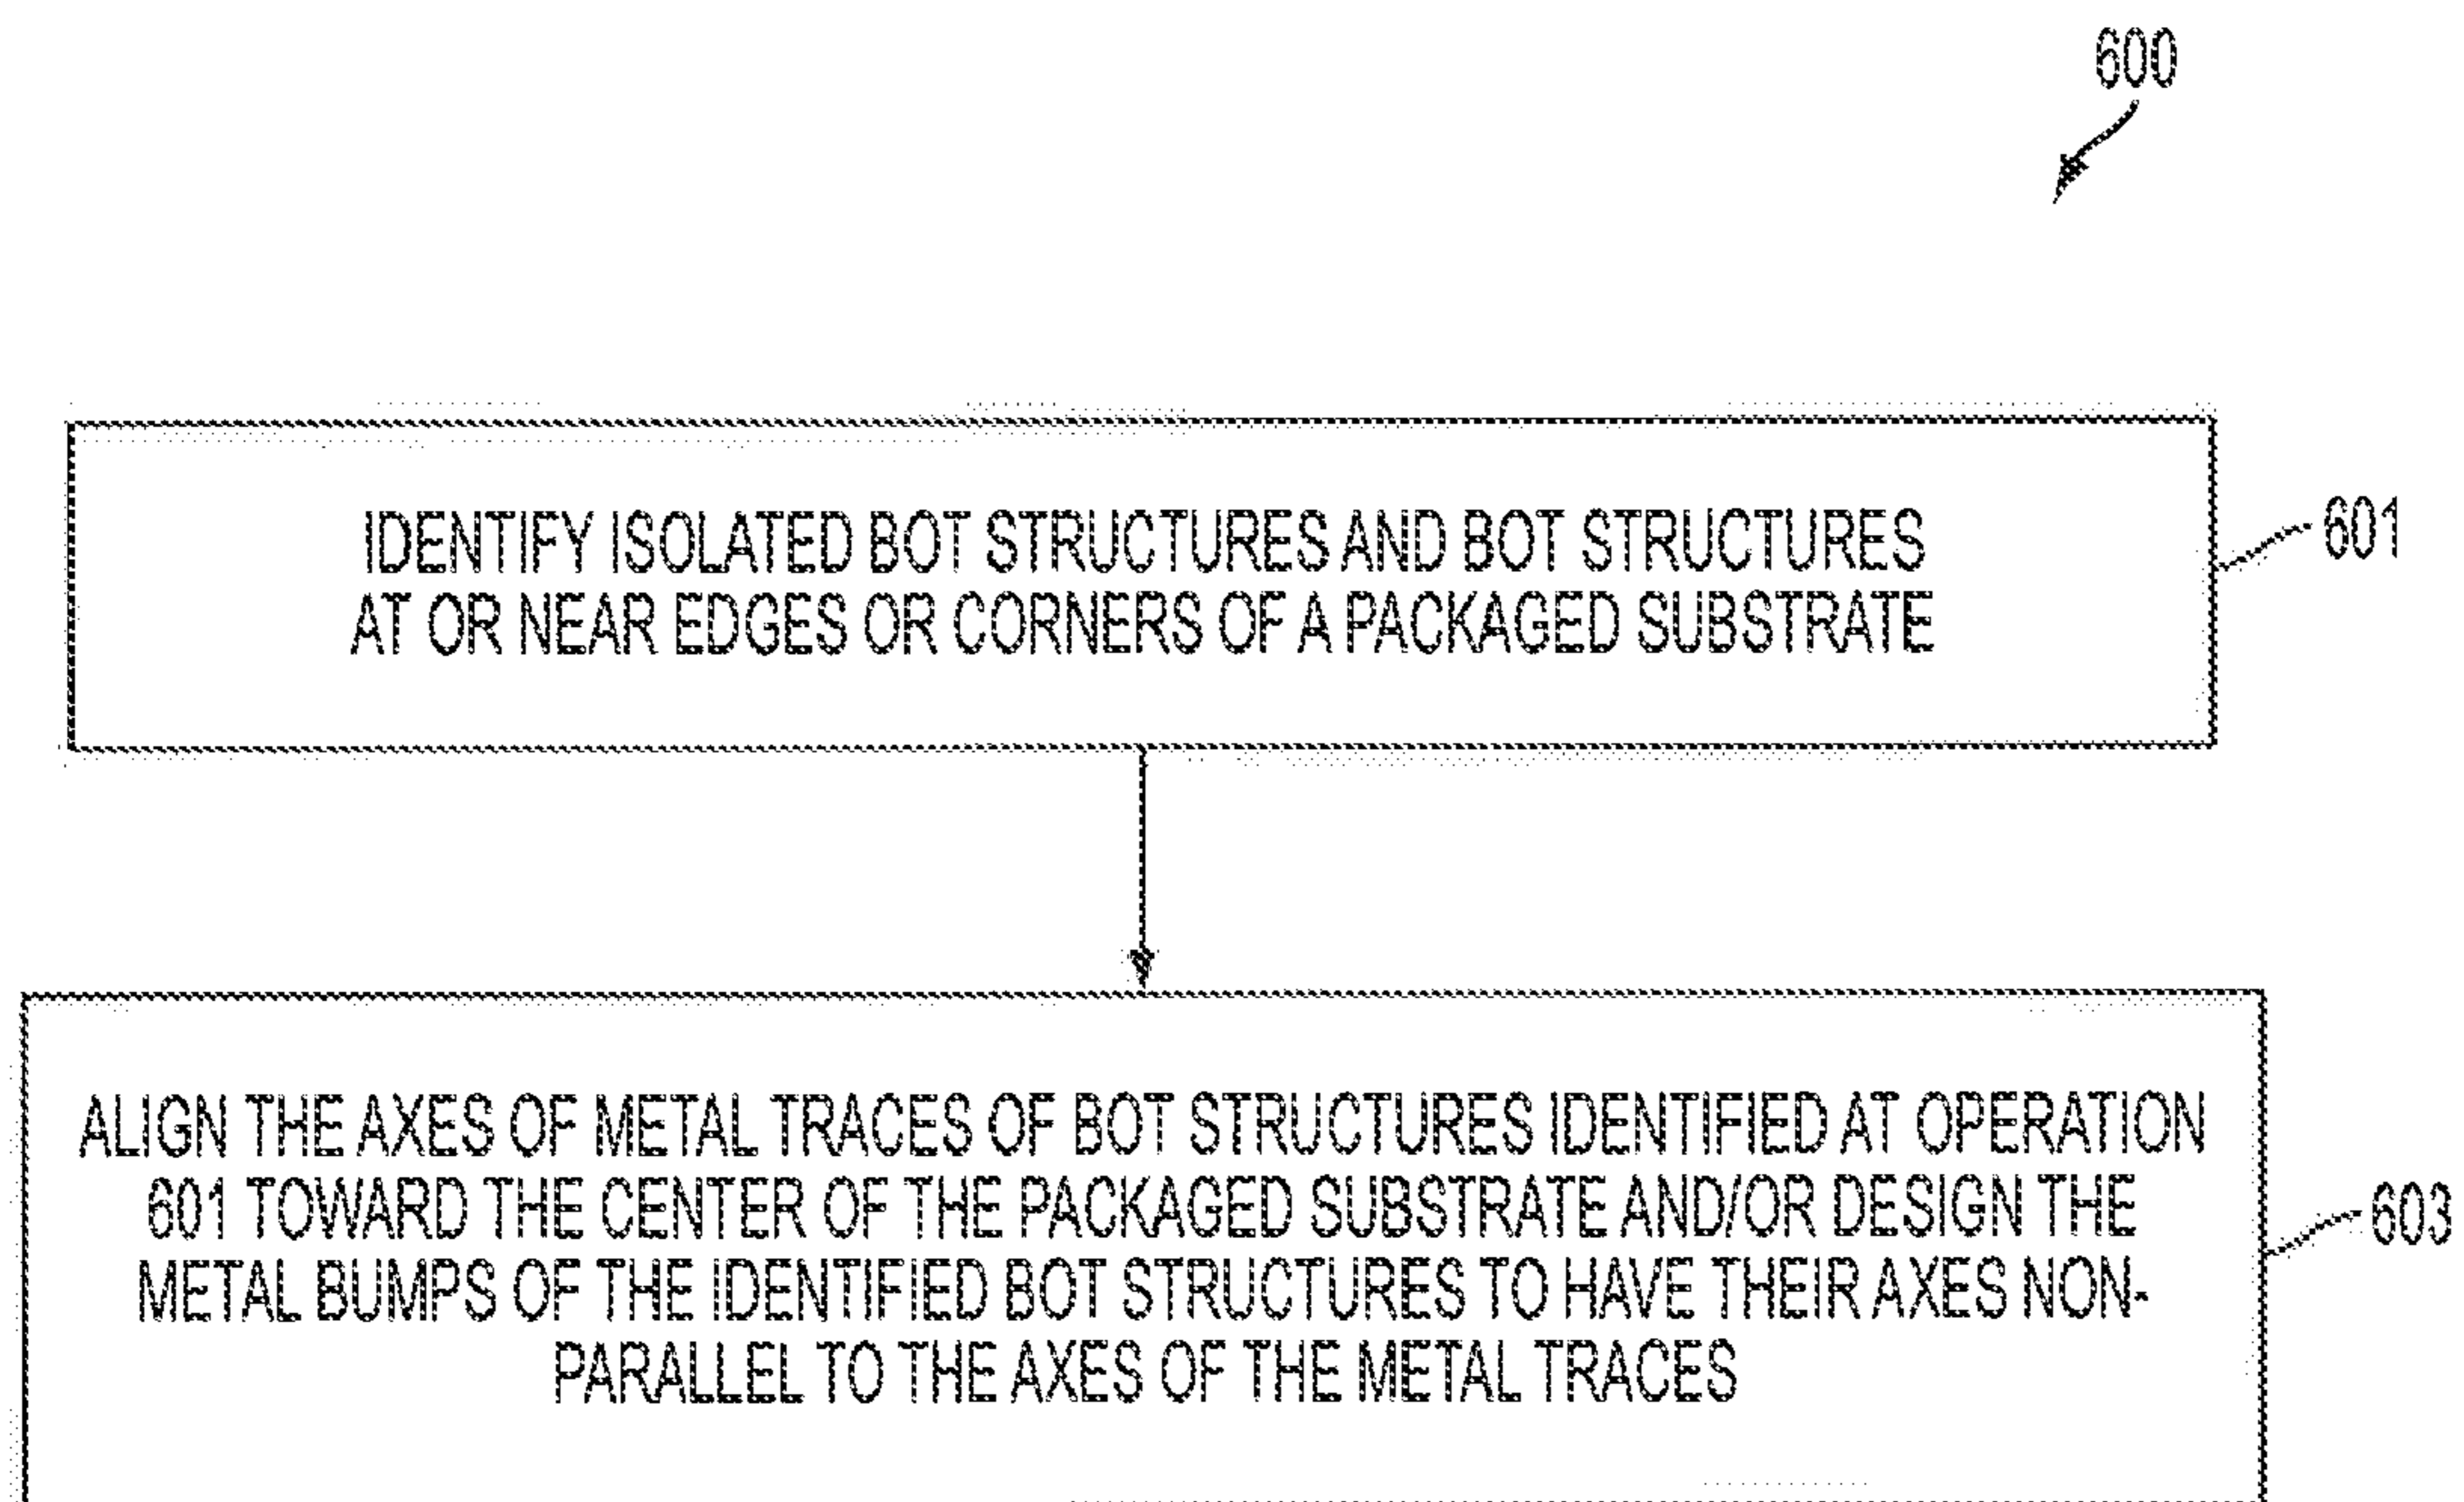 600
IDENTIFY ISOLATED BOT STRUCTURES AND BOT STRUCTURES
AT OR NEAR EDGES OR CORNERS OF A PACKAGED SUBSTRATE
601
ALIGN THE AXES OF METAL TRACES OF BOT STRUCTURES IDENTIFIED AT OPERATION
601 TOWARD THE CENTER OF THE PACKAGED SUBSTRATE AND/OR DESIGN THE
METAL BUMPS OF THE IDENTIFIED BOT STRUCTURES TO HAVE THEIR AXES NON-
PARALLEL TO THE AXES OF THE METAL TRACES
603